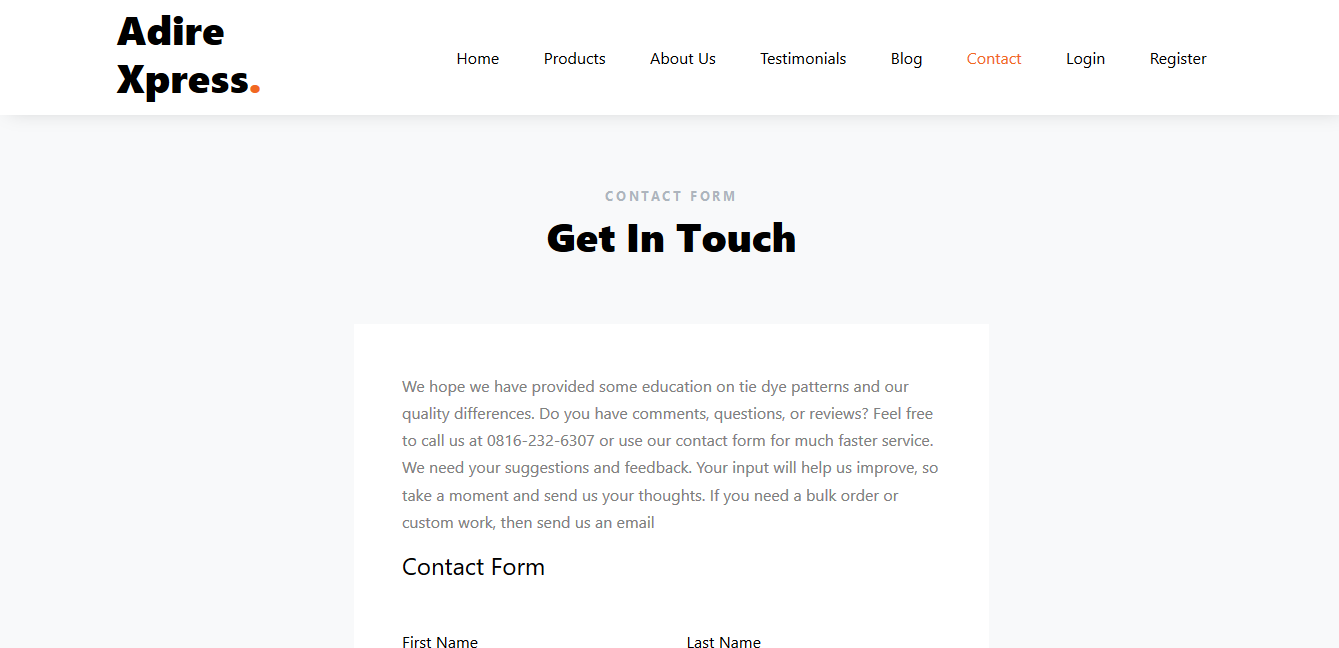 Adire
Xpress.
Home Products About Us Testimonials Blog Contact Login Register
CONTACT FORM
Get In Touch
We hope we have provided some education on tie dye patterns and our
quality differences. Do you have comments, questions, or reviews? Feel free
to call us at 0816-232-6307 or use our contact form for much faster service.
We need your suggestions and feedback. Your input will help us improve, so
take a moment and send us your thoughts. If you need a bulk order or
custom work, then send us an email
Contact Form
First Name Last Name